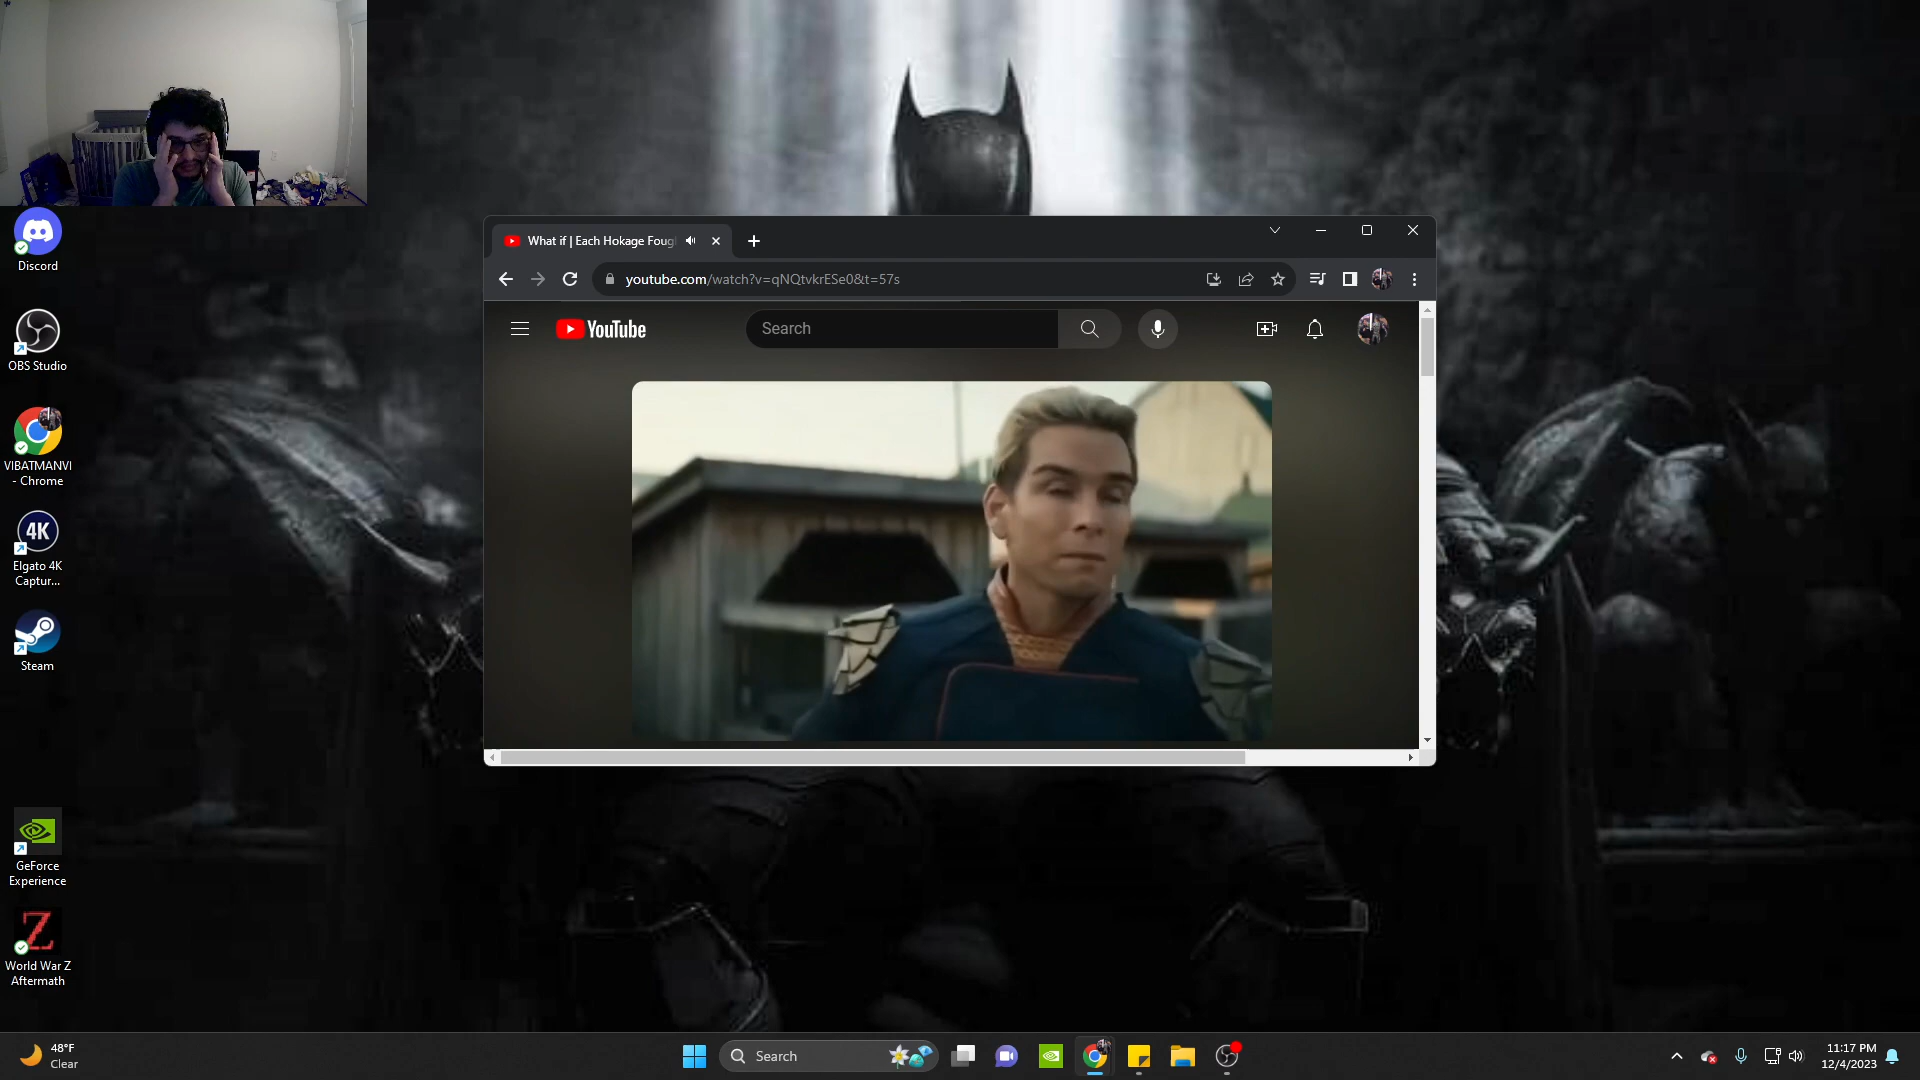 What if | Each Hokage Foug
youtube.com/watch?v=qNQtvkrESe0&t=57s
YouTube
Search
Discord
OBS Studio
VIBATMANVI
- Chrome
4K
Elgato 4K
Captur...
Steam
GeForce
Experience
Z
World War Z
Aftermath
48°F
Clear
Search
11:17 PM
12/4/2023